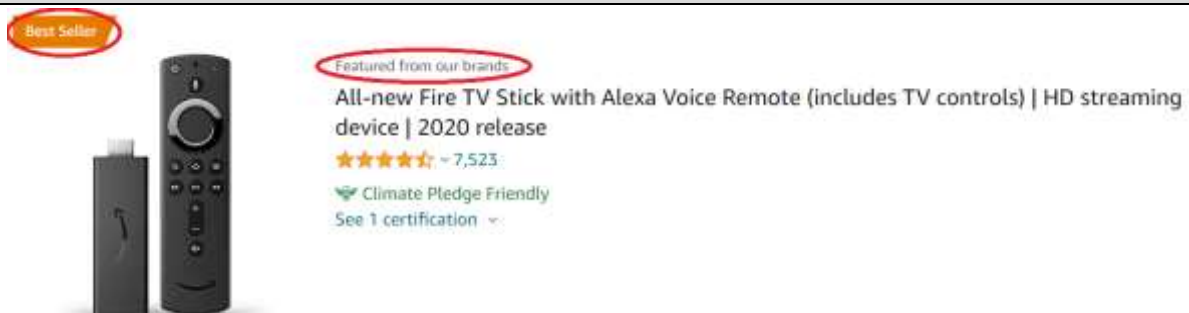 Best Seller
Featured from our brands
All-new Fire TV Stick with Alexa Voice Remote (includes TV controls) | HD streaming
device | 2020 release
7,523
Climate Pledge Friendly
See 1 certification